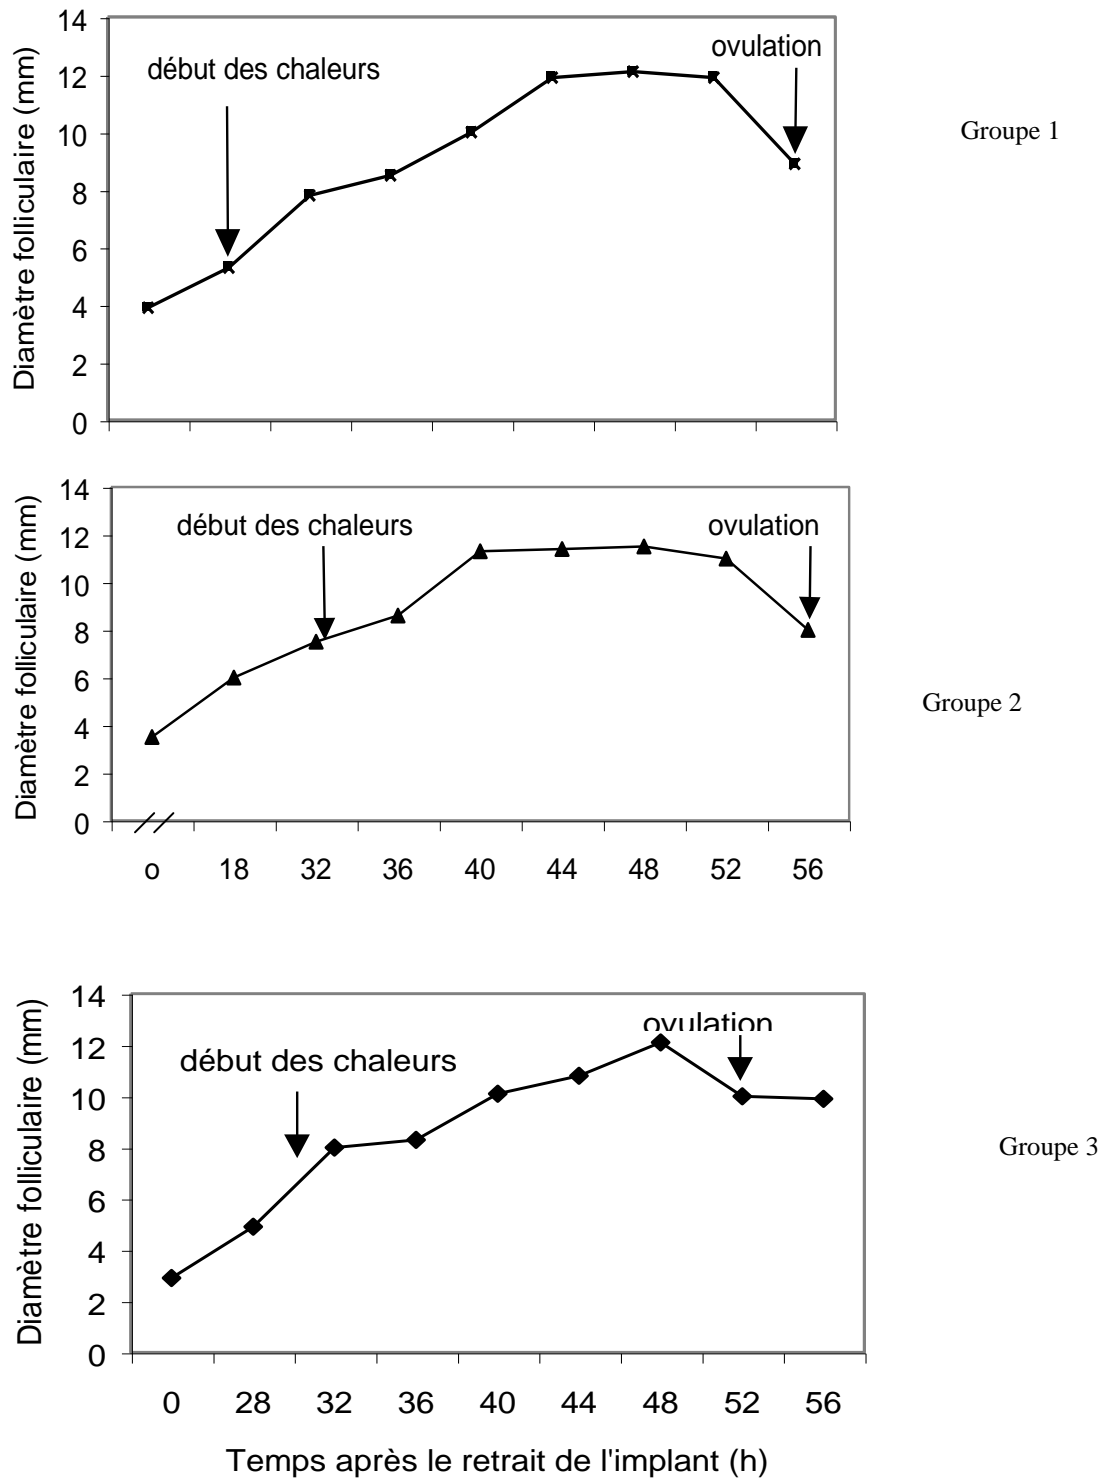 14
12
10
8
6
4
2
0
Diamètre folliculaire (mm)
début des chaleurs
ovulation
Groupe 1
14
12
10
8
6
4
2
0
Diamètre folliculaire (mm)
début des chaleurs
ovulation
Groupe 2
o 18 32 36 40 44 48 52 56
14
12
10
8
6
4
2
0
Diamètre folliculaire (mm)
ovulation
début des chaleurs
Groupe 3
0 28 32 36 40 44 48 52 56
Temps après le retrait de l'implant (h)